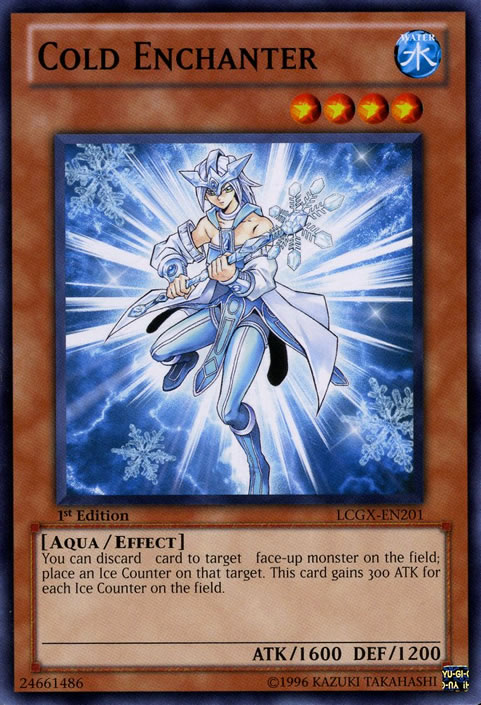 COLD ENCHANTER
WATER
水
1st Edition
LCGX-EN201
[AQUA / EFFECT]
You can discard card to target face-up monster on the field;
place an Ice Counter on that target. This card gains 300 ATK for
each Ice Counter on the field.
ATK/1600 DEF/1200
24661486
©1996 KAZUKI TAKAHASHI